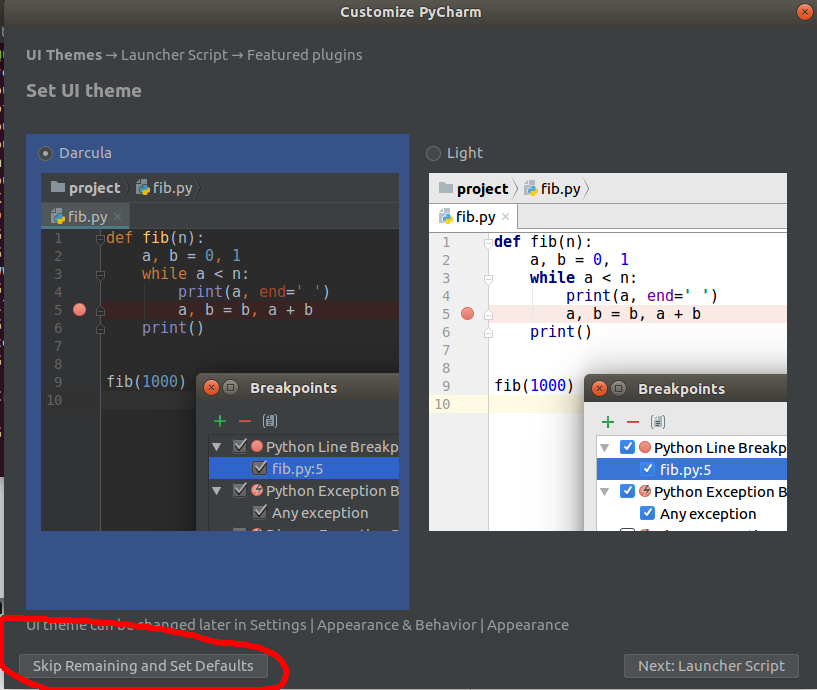 Customize PyCharm
UI Themes → Launcher Script → Featured plugins
Set UI theme
Darcula
project fib.py
fib.py
1 def fib(n):
2 a, b = 0, 1
3 while a < n:
4 print(a, end=' ')
5 a, b = b, a + b
6 print()
7
8
9 fib(1000)
10
Breakpoints
Python Line Breakp
fib.py:5
Python Exception B
Any exception
Light
project fib.py
fib.py
1 def fib(n):
2 a, b = 0, 1
3 while a < n:
4 print(a, end=' ')
5 a, b = b, a + b
6 print()
7
8
9 fib(1000)
10
Breakpoints
Python Line Breakp
fib.py:5
Python Exception B
Any exception
UI theme can be changed later in Settings | Appearance & Behavior | Appearance
Skip Remaining and Set Defaults
Next: Launcher Script